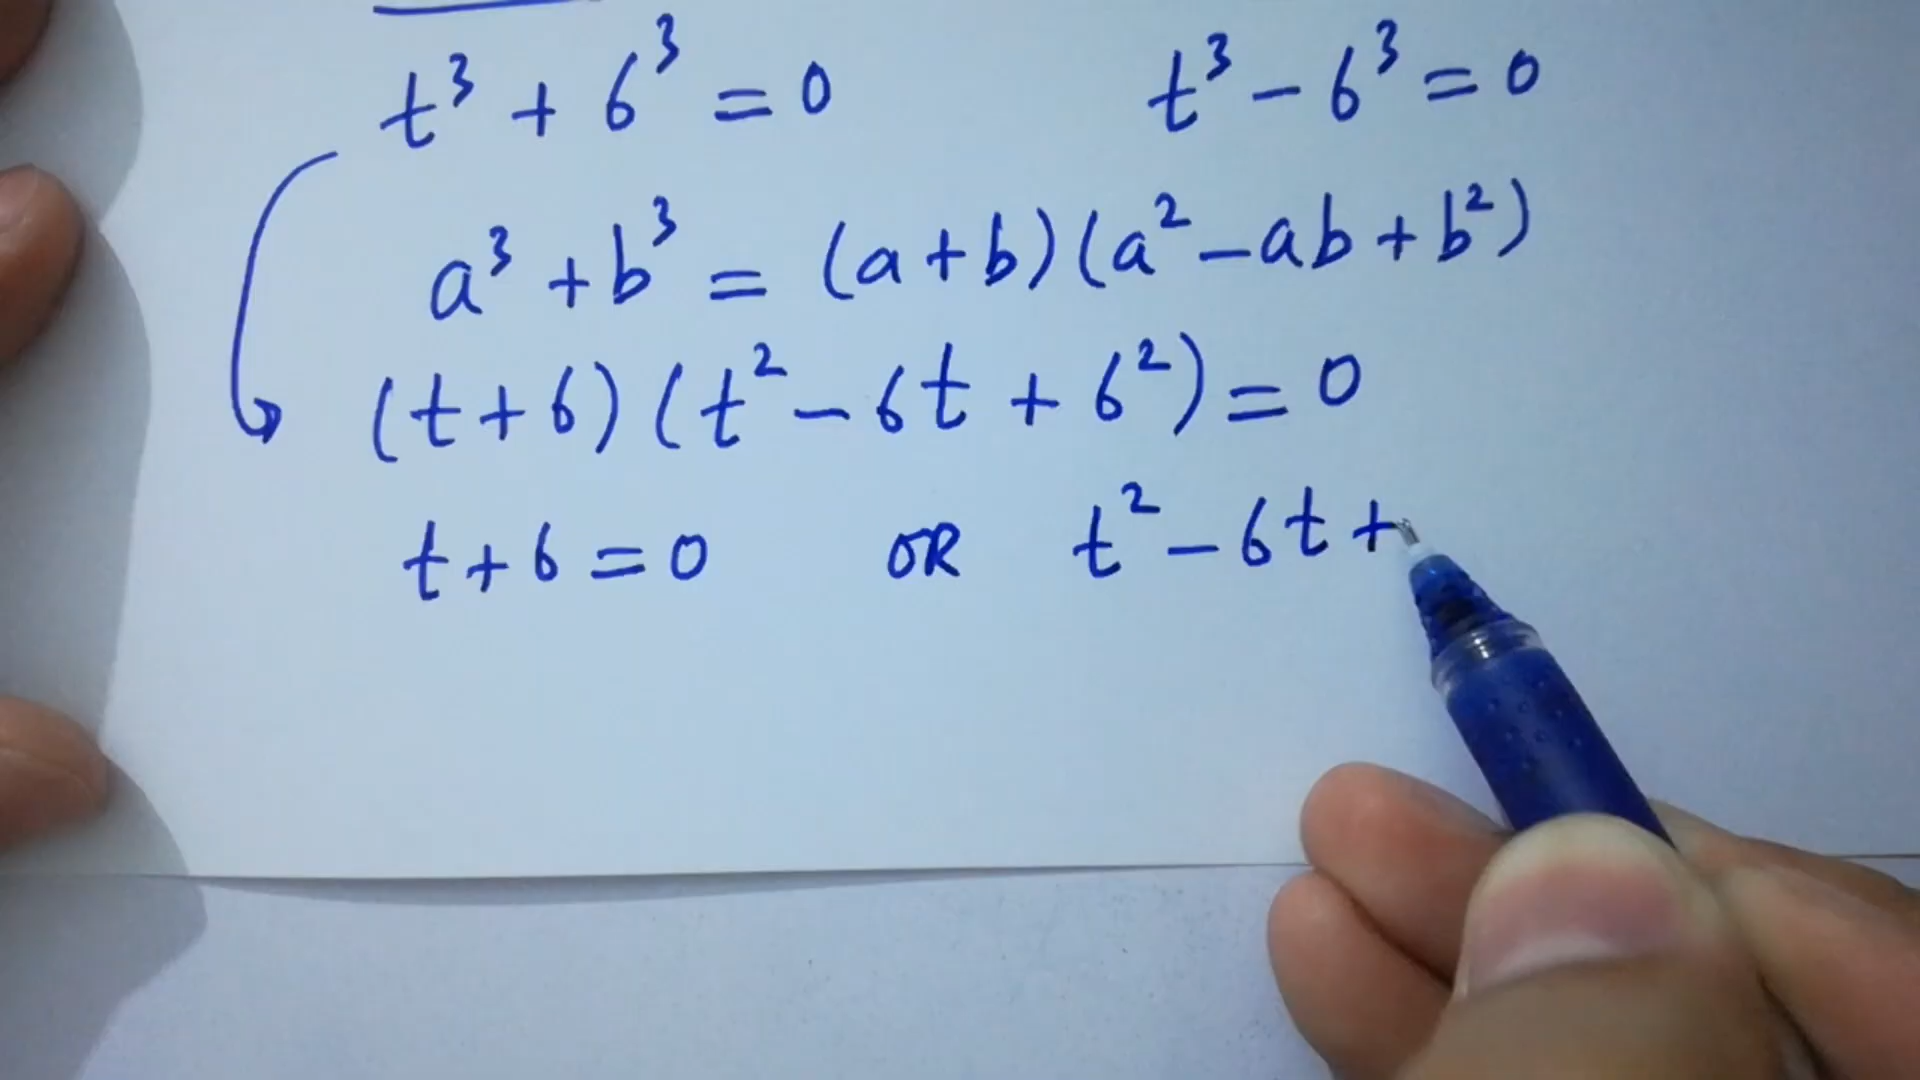 t³ + 6³ = 0 t³ - 6³ = 0
a³ + b³ = (a + b)(a² - ab + b²)
(t + 6)(t² - 6t + 6²) = 0
t + 6 = 0 OR t² - 6t +